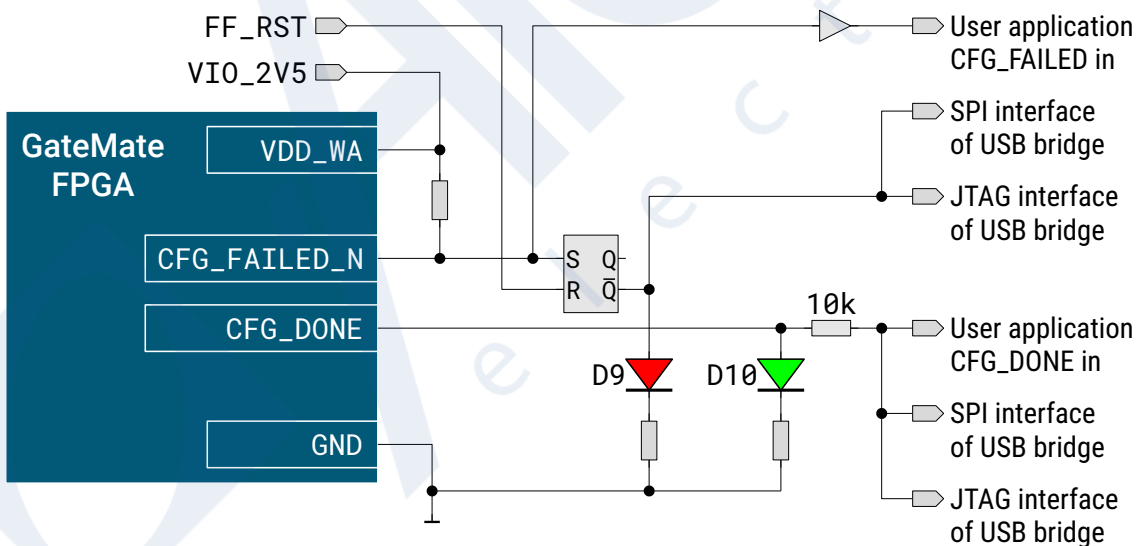 FF_RST
VIO_2V5
User application
CFG_FAILED in
SPI interface
of USB bridge
JTAG interface
of USB bridge
GateMate
FPGA
VDD_WA
CFG_FAILED_N
CFG_DONE
GND
S Q
R Q̅
10k
D9
D10
User application
CFG_DONE in
SPI interface
of USB bridge
JTAG interface
of USB bridge